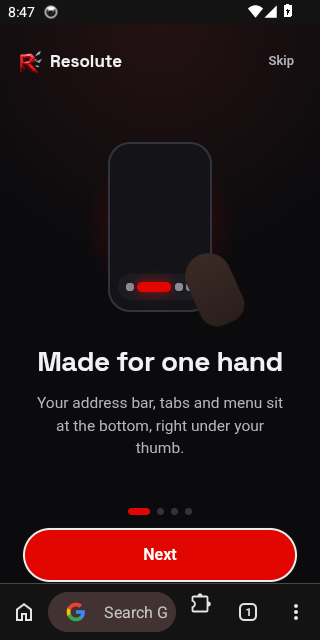 8:47
Resolute
Skip
Made for one hand
Your address bar, tabs and menu sit
at the bottom, right under your
thumb.
Next
Search G
1